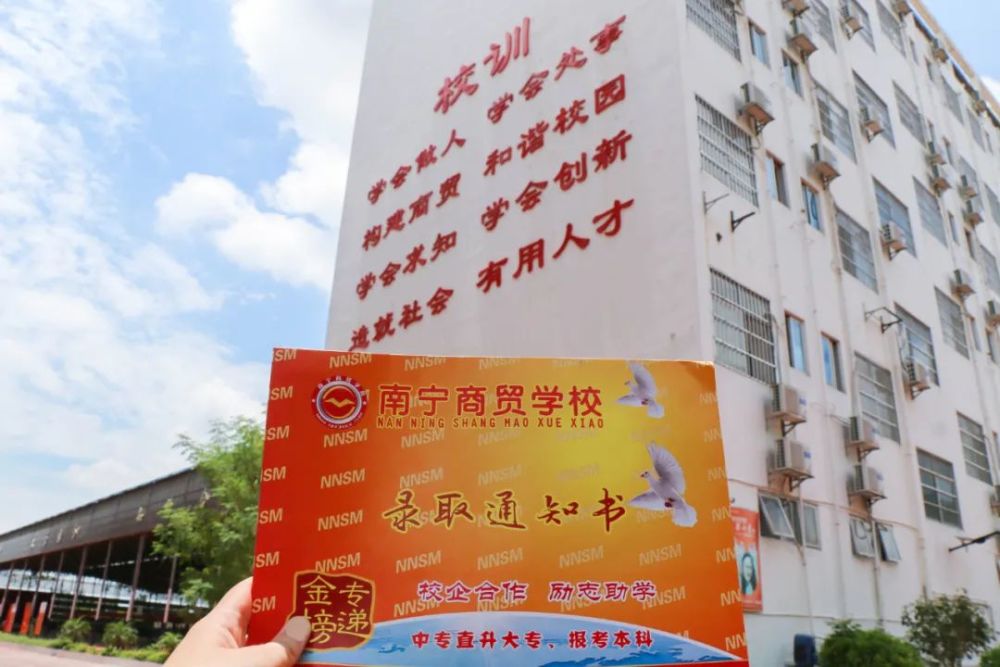 校训
学会做人 学会处事
构建商贸 和谐校园
学会求知 学会创新
造就社会 有用人才
南宁商贸学校
NAN NING SHANG MAO XUE XIAO
录取通知书
NNSM
金榜
专递
校企合作 励志助学
中专直升大专、报考本科